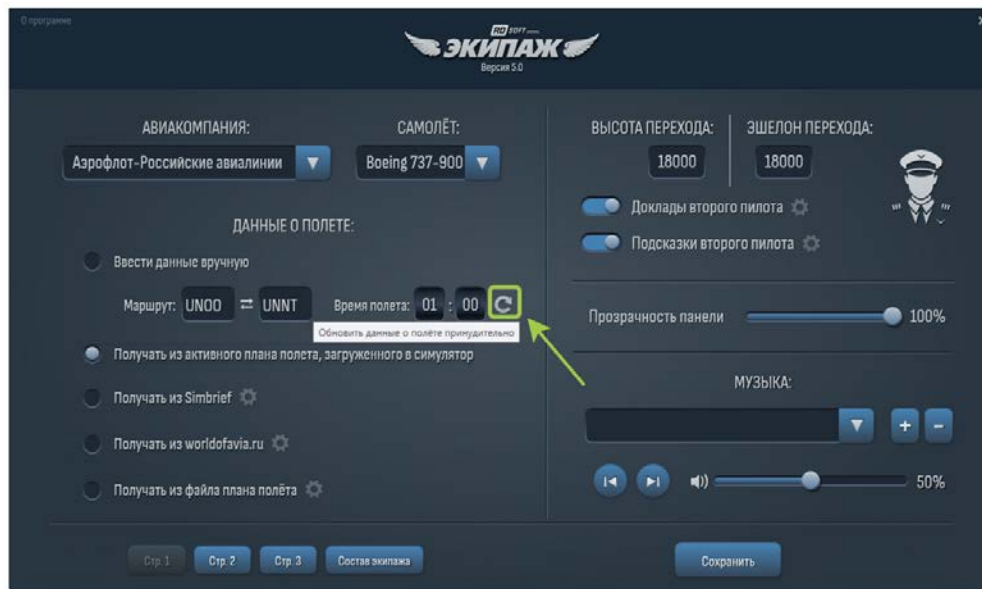 О программе
RD SOFT
ЭКИПАЖ
Версия 5.0
АВИАКОМПАНИЯ:
САМОЛЁТ:
Аэрофлот-Российские авиалинии
Boeing 737-900
ДАННЫЕ О ПОЛЕТЕ:
Ввести данные вручную
Маршрут: UNOO ⇄ UNNT Время полета: 01 : 00
Обновить данные о полёте принудительно
Получать из активного плана полета, загруженного в симулятор
Получать из Simbrief
Получать из worldofavia.ru
Получать из файла плана полёта
ВЫСОТА ПЕРЕХОДА:
ЭШЕЛОН ПЕРЕХОДА:
18000
18000
Доклады второго пилота
Подсказки второго пилота
Прозрачность панели 100%
МУЗЫКА:
+ -
50%
Стр. 1 Стр. 2 Стр. 3 Состав экипажа
Сохранить